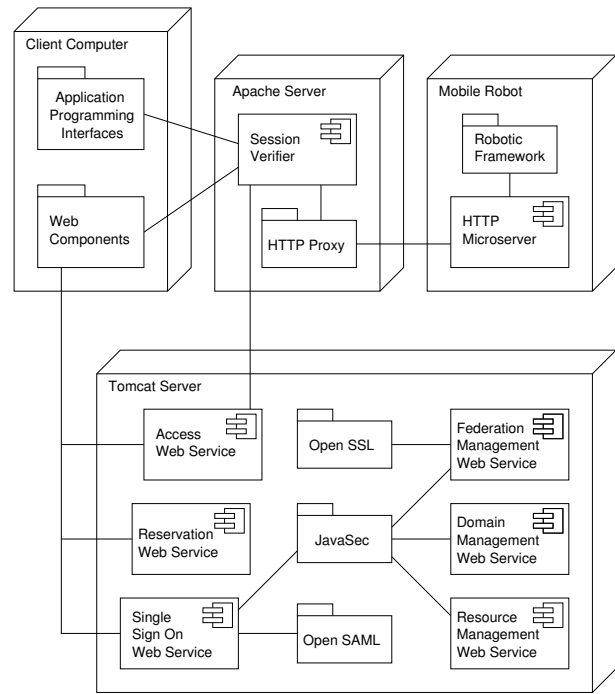 Client Computer
Application
Programming
Interfaces
Web
Components
Apache Server
Session
Verifier
HTTP Proxy
Mobile Robot
Robotic
Framework
HTTP
Microserver
Tomcat Server
Access
Web Service
Open SSL
Federation
Management
Web Service
Reservation
Web Service
JavaSec
Domain
Management
Web Service
Single
Sign On
Web Service
Open SAML
Resource
Management
Web Service